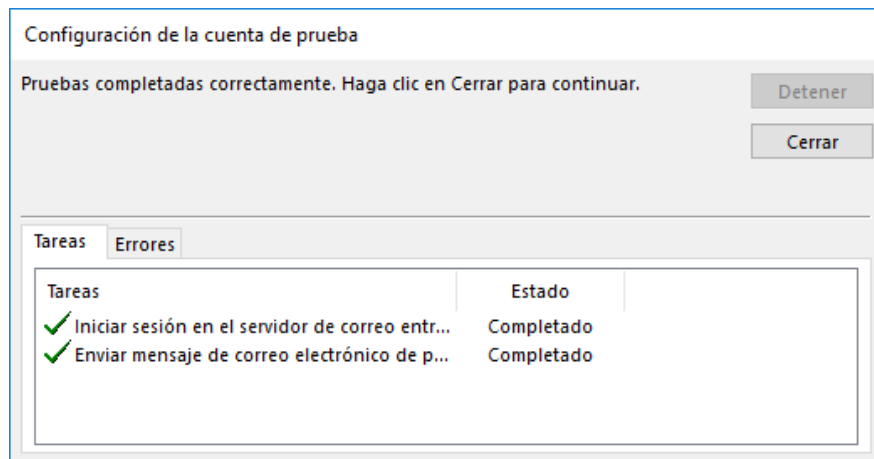 Configuración de la cuenta de prueba
Pruebas completadas correctamente. Haga clic en Cerrar para continuar.
Detener
Cerrar
Tareas Errores
Tareas Estado
Iniciar sesión en el servidor de correo entr... Completado
Enviar mensaje de correo electrónico de p... Completado